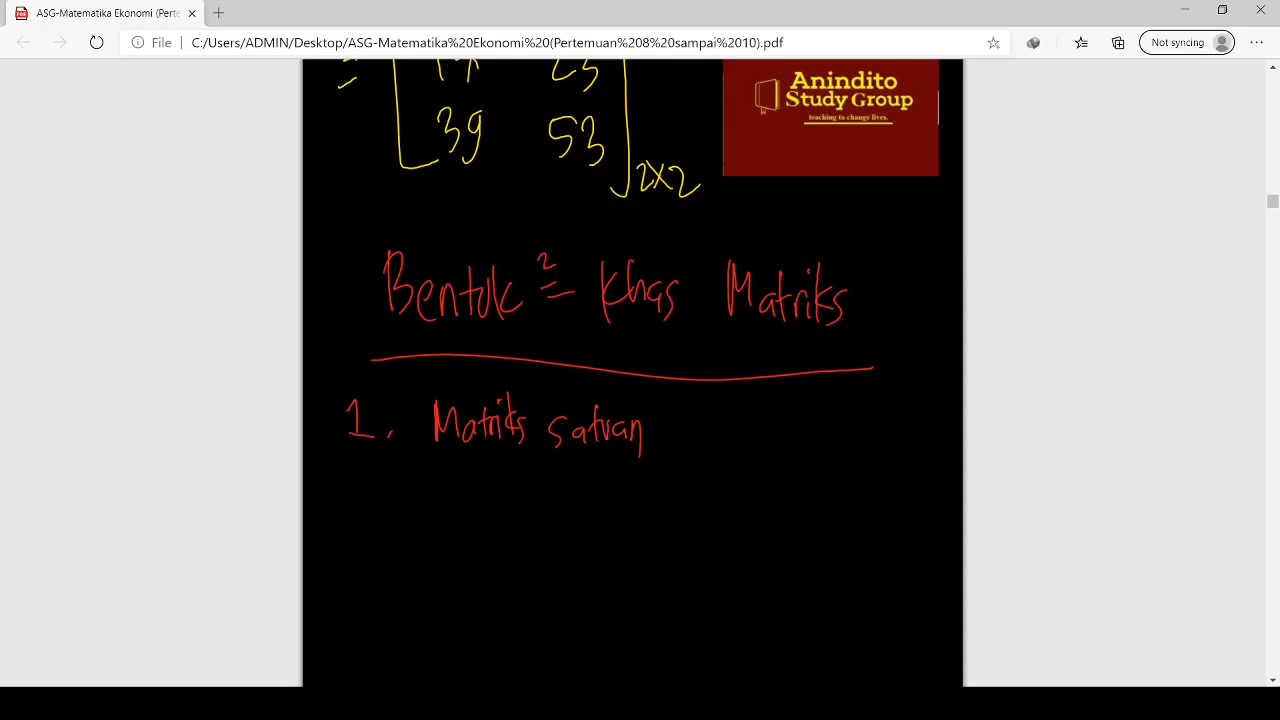 ASG-Matematika Ekonomi (Perte
File
C:/Users/ADMIN/Desktop/ASG-Matematika%20Ekonomi%20(Pertemuan%208%20sampai%2010).pdf
Not syncing
Anindito
Study Group
teaching to change lives.
=
39 53
2x2
Bentuk² = Khas Matriks
1. Matriks satuan